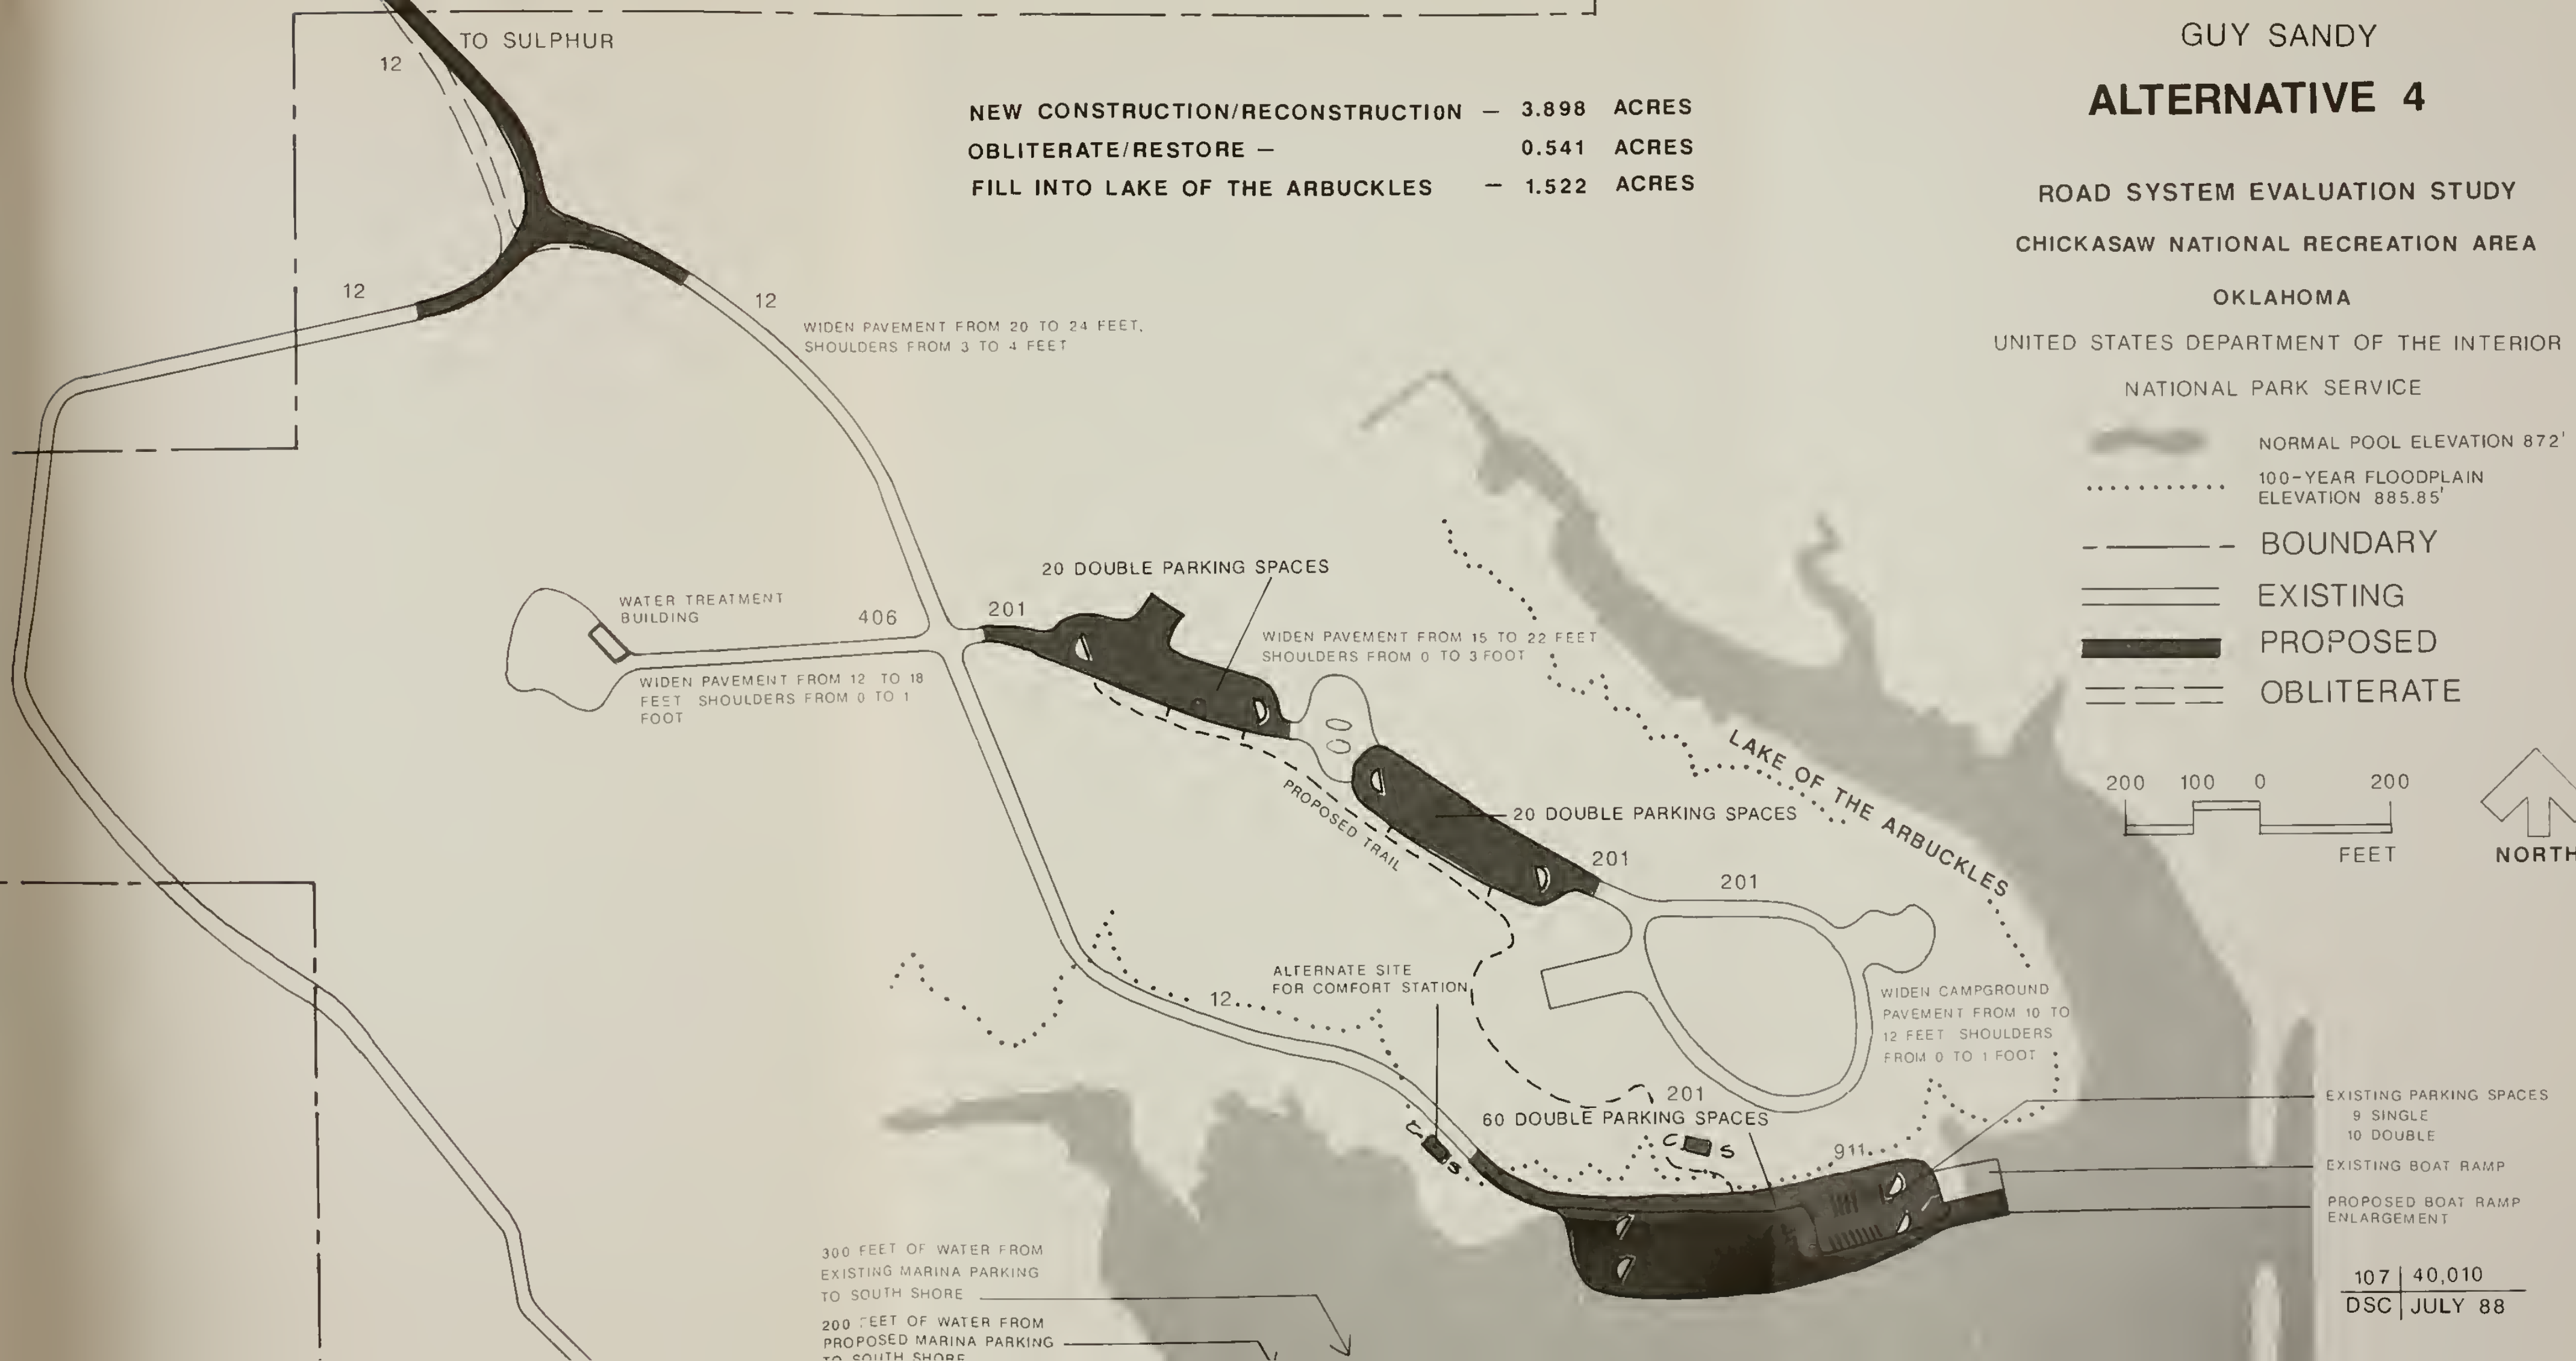 TO SULPHUR
12
12
12
NEW CONSTRUCTION/RECONSTRUCTION — 3.898 ACRES
OBLITERATE/RESTORE — 0.541 ACRES
FILL INTO LAKE OF THE ARBUCKLES — 1.522 ACRES
GUY SANDY
ALTERNATIVE 4
ROAD SYSTEM EVALUATION STUDY
CHICKASAW NATIONAL RECREATION AREA
OKLAHOMA
UNITED STATES DEPARTMENT OF THE INTERIOR
NATIONAL PARK SERVICE
NORMAL POOL ELEVATION 872'
100-YEAR FLOODPLAIN
ELEVATION 885.85'
BOUNDARY
EXISTING
PROPOSED
OBLITERATE
200 100 0 200
FEET
NORTH
WIDEN PAVEMENT FROM 20 TO 24 FEET,
SHOULDERS FROM 3 TO 4 FEET
WATER TREATMENT
BUILDING
406
WIDEN PAVEMENT FROM 12 TO 18
FEET SHOULDERS FROM 0 TO 1
FOOT
20 DOUBLE PARKING SPACES
201
WIDEN PAVEMENT FROM 15 TO 22 FEET
SHOULDERS FROM 0 TO 3 FOOT
LAKE OF THE ARBUCKLES
PROPOSED TRAIL
20 DOUBLE PARKING SPACES
201
201
ALTERNATE SITE
FOR COMFORT STATION
12
WIDEN CAMPGROUND
PAVEMENT FROM 10 TO
12 FEET SHOULDERS
FROM 0 TO 1 FOOT
201
60 DOUBLE PARKING SPACES
C S
C S
911
EXISTING PARKING SPACES
9 SINGLE
10 DOUBLE
EXISTING BOAT RAMP
PROPOSED BOAT RAMP
ENLARGEMENT
300 FEET OF WATER FROM
EXISTING MARINA PARKING
TO SOUTH SHORE
200 FEET OF WATER FROM
PROPOSED MARINA PARKING
TO SOUTH SHORE
107 | 40,010
DSC | JULY 88